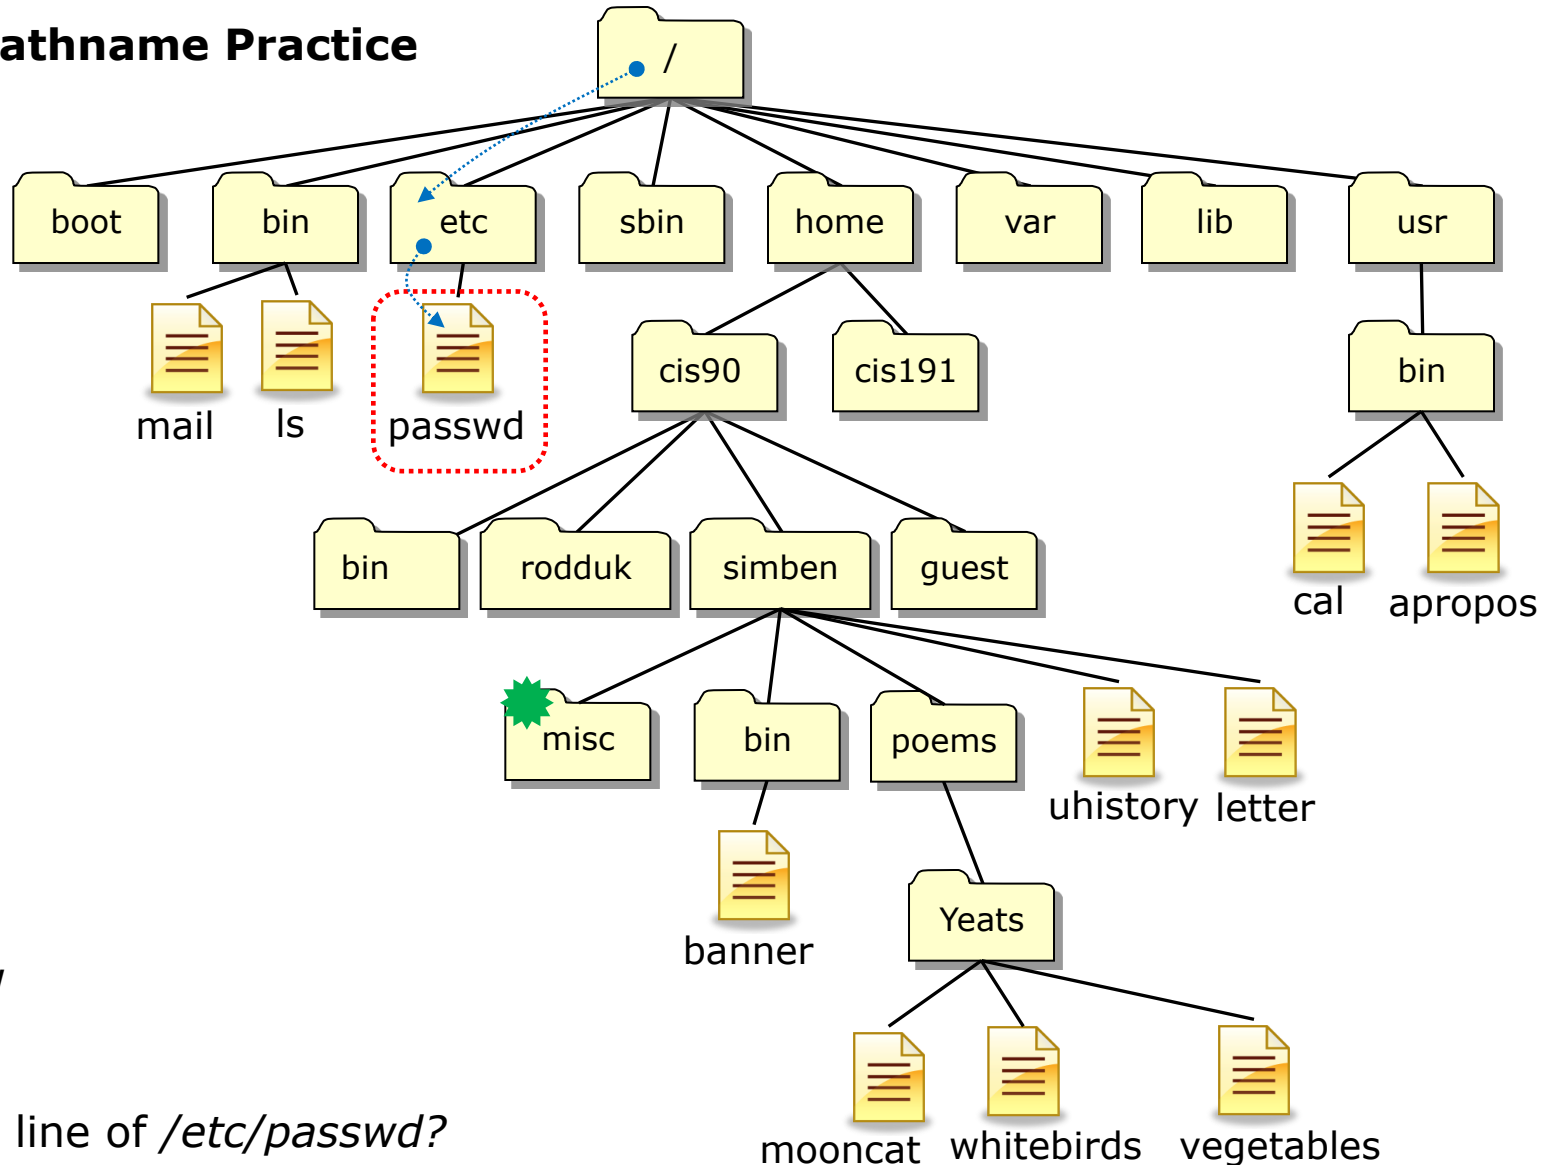 athname Practice
/
boot bin etc sbin home var lib usr
mail ls passwd
cis90 cis191 bin
bin rodduk simben guest
cal apropos
misc bin poems
uhistory letter
banner
Yeats
mooncat whitebirds vegetables
line of /etc/passwd?